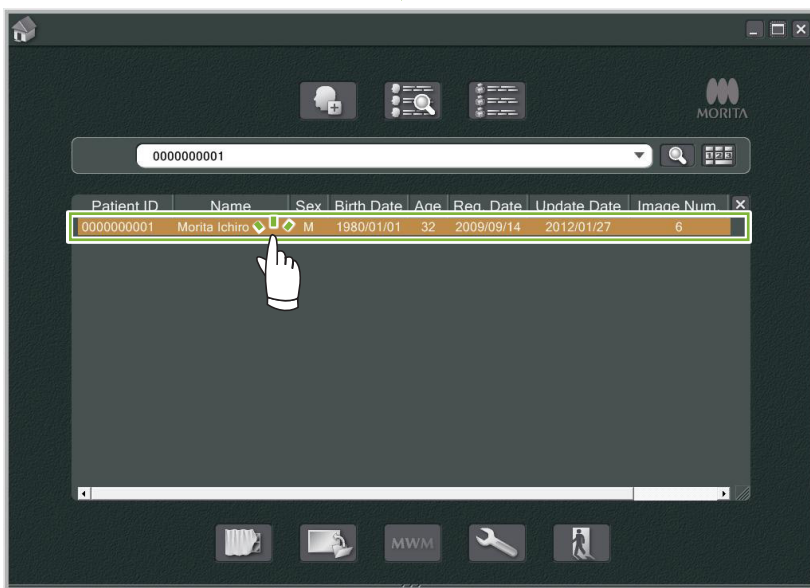 MORITA
0000000001
123
Patient ID Name Sex Birth Date Age Reg. Date Update Date Image Num.
0000000001 Morita Ichiro M 1980/01/01 32 2009/09/14 2012/01/27 6
MWM